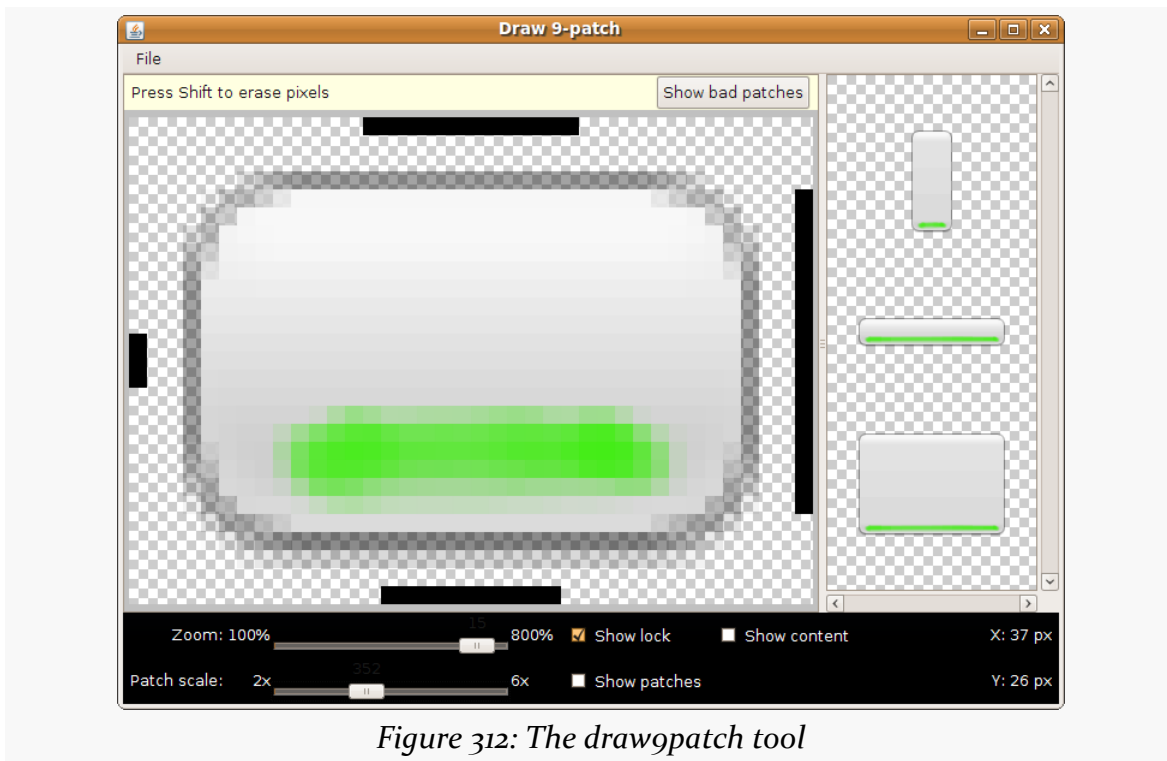 Draw 9-patch
File
Press Shift to erase pixels
Show bad patches
Zoom: 100%
15
800%
Show lock
Show content
X: 37 px
Patch scale: 2x
352
6x
Show patches
Y: 26 px
Figure 312: The draw9patch tool